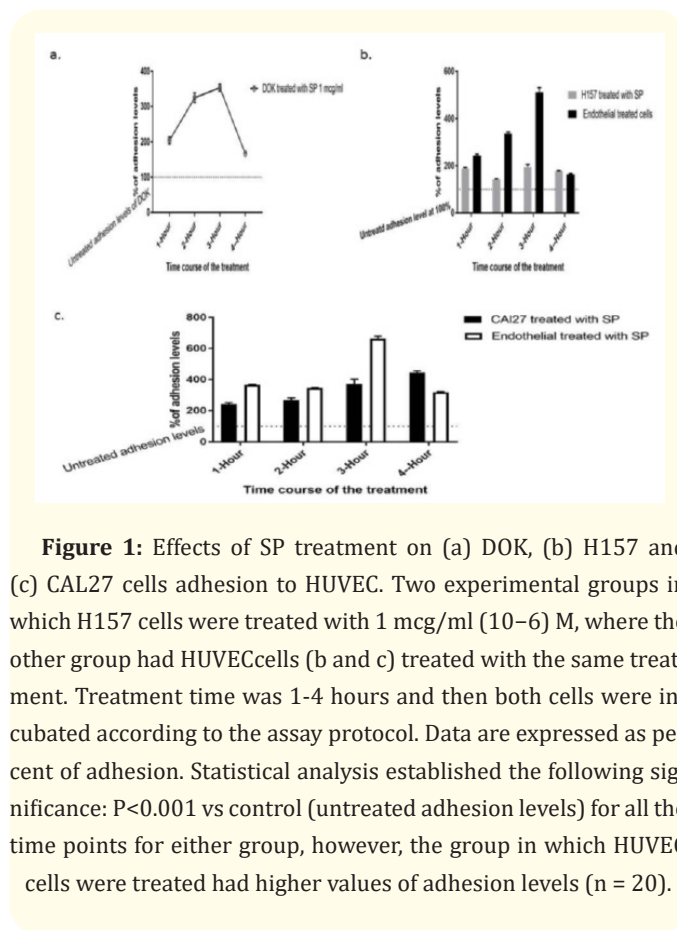 a.
400
300
200
100
0
% of adhesion levels
DOK treated with SP 1 mcg/ml
Untreated adhesion levels of DOK
1-Hour
2-Hour
3-Hour
4--Hour
Time course of the treatment
b.
600
400
200
0
% of adhesion levels
H157 treated with SP
Endothelial treated cells
Untreatd adhesion level at 100%
1-Hour
2-Hour
3-Hour
4--Hour
Time course of the treatment
c.
800
600
400
200
0
%of adhesion levels
CAl27 treated with SP
Endothelial treated with SP
Untreated adhesion levels
1-Hour
2-Hour
3-Hour
4--Hour
Time course of the treatment
Figure 1: Effects of SP treatment on (a) DOK, (b) H157 and
(c) CAL27 cells adhesion to HUVEC. Two experimental groups in
which H157 cells were treated with 1 mcg/ml (10−6) M, where the
other group had HUVECcells (b and c) treated with the same treat
ment. Treatment time was 1-4 hours and then both cells were in
cubated according to the assay protocol. Data are expressed as pe
cent of adhesion. Statistical analysis established the following sig
nificance: P<0.001 vs control (untreated adhesion levels) for all the
time points for either group, however, the group in which HUVEC
cells were treated had higher values of adhesion levels (n = 20).